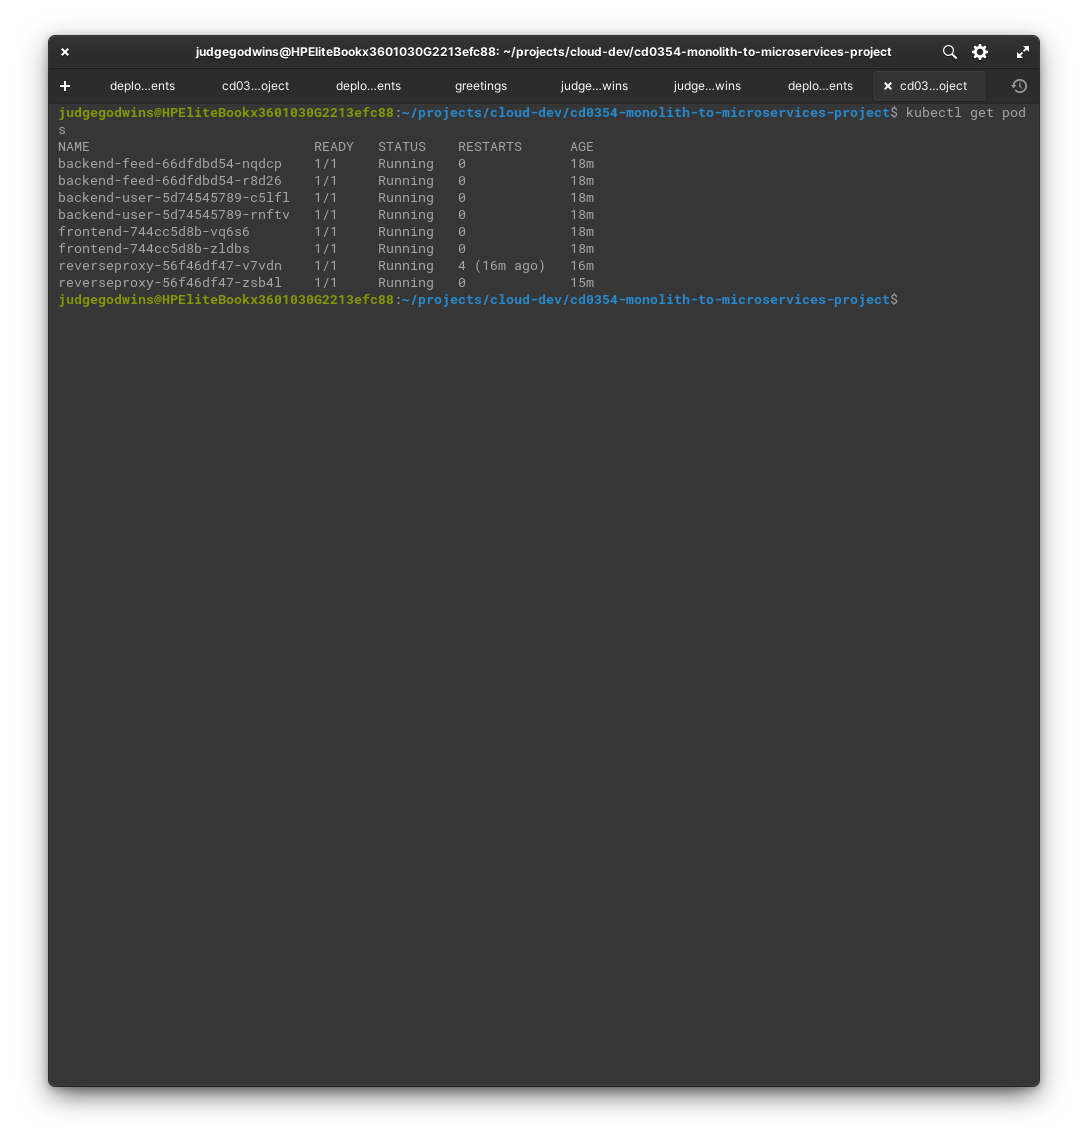 judgegodwins@HPEliteBookx3601030G2213efc88: ~/projects/cloud-dev/cd0354-monolith-to-microservices-project
deplo...ents cd03...oject deplo...ents greetings judge...wins judge...wins deplo...ents cd03...oject
judgegodwins@HPEliteBookx3601030G2213efc88:~/projects/cloud-dev/cd0354-monolith-to-microservices-project$ kubectl get pod
s
NAME READY STATUS RESTARTS AGE
backend-feed-66dfdbd54-nqdcp 1/1 Running 0 18m
backend-feed-66dfdbd54-r8d26 1/1 Running 0 18m
backend-user-5d74545789-c5lfl 1/1 Running 0 18m
backend-user-5d74545789-rnftv 1/1 Running 0 18m
frontend-744cc5d8b-vq6s6 1/1 Running 0 18m
frontend-744cc5d8b-zldbs 1/1 Running 0 18m
reverseproxy-56f46df47-v7vdn 1/1 Running 4 (16m ago) 16m
reverseproxy-56f46df47-zsb4l 1/1 Running 0 15m
judgegodwins@HPEliteBookx3601030G2213efc88:~/projects/cloud-dev/cd0354-monolith-to-microservices-project$